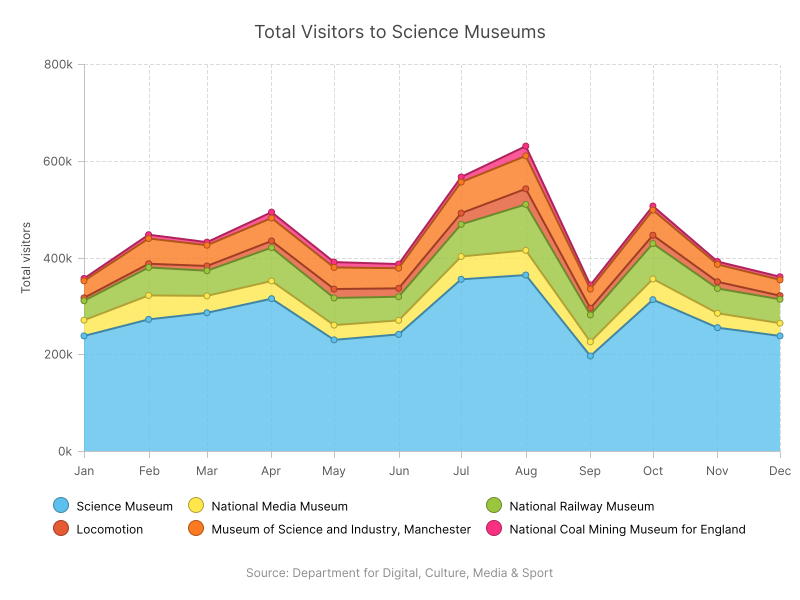 Total Visitors to Science Museums
800k
600k
400k
200k
0k
Total visitors
Jan Feb Mar Apr May Jun Jul Aug Sep Oct Nov Dec
Science Museum National Media Museum National Railway Museum
Locomotion Museum of Science and Industry, Manchester National Coal Mining Museum for England
Source: Department for Digital, Culture, Media & Sport